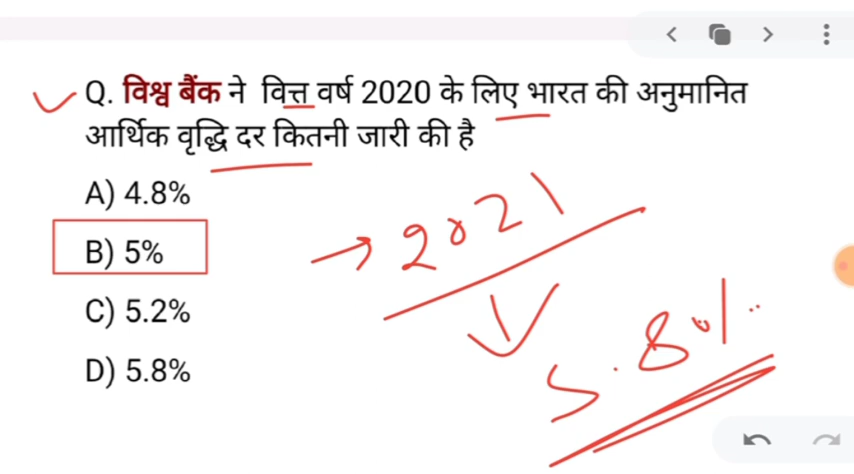 Q. विश्व बैंक ने वित्त वर्ष 2020 के लिए भारत की अनुमानित
आर्थिक वृद्धि दर कितनी जारी की है
A) 4.8%
B) 5%
C) 5.2%
D) 5.8%
2021
5.8%